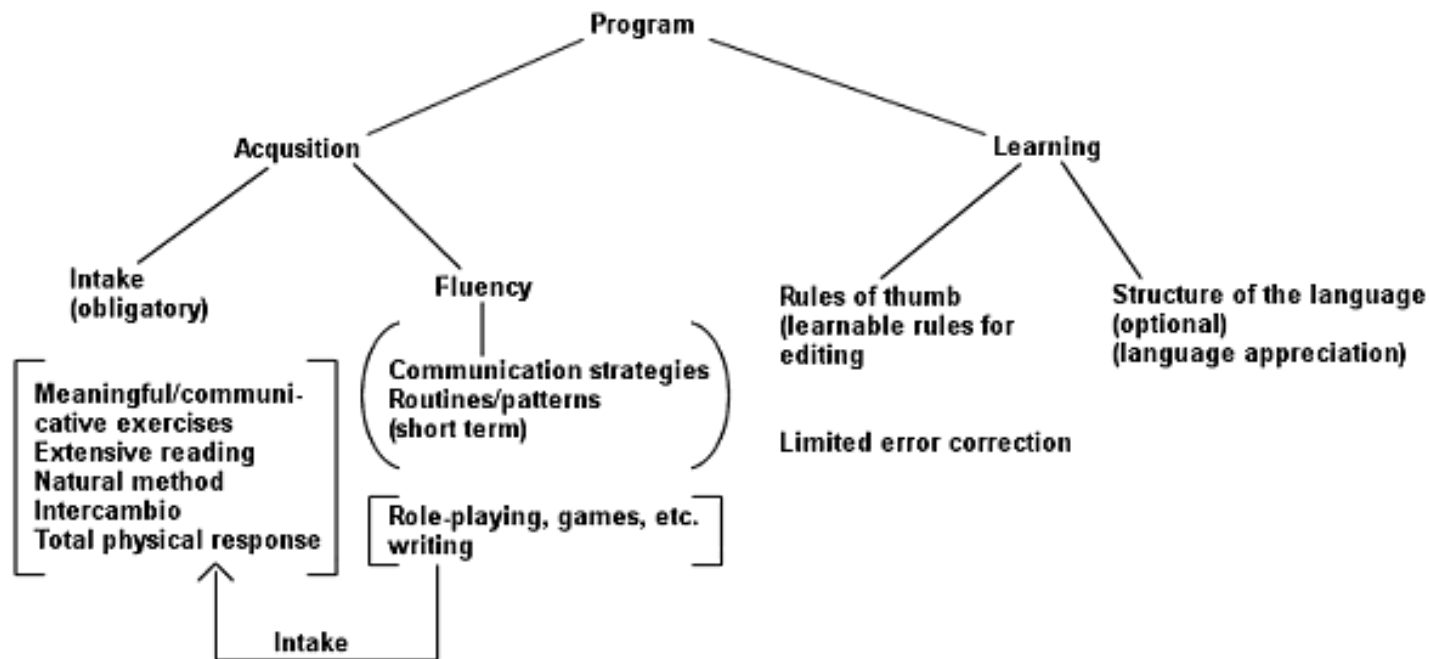 Program
Acqusition
Learning
Intake
(obligatory)
Fluency
Rules of thumb
(learnable rules for
editing
Structure of the language
(optional)
(language appreciation)
Meaningful/communi-
cative exercises
Extensive reading
Natural method
Intercambio
Total physical response
Communication strategies
Routines/patterns
(short term)
Limited error correction
Role-playing, games, etc.
writing
Intake